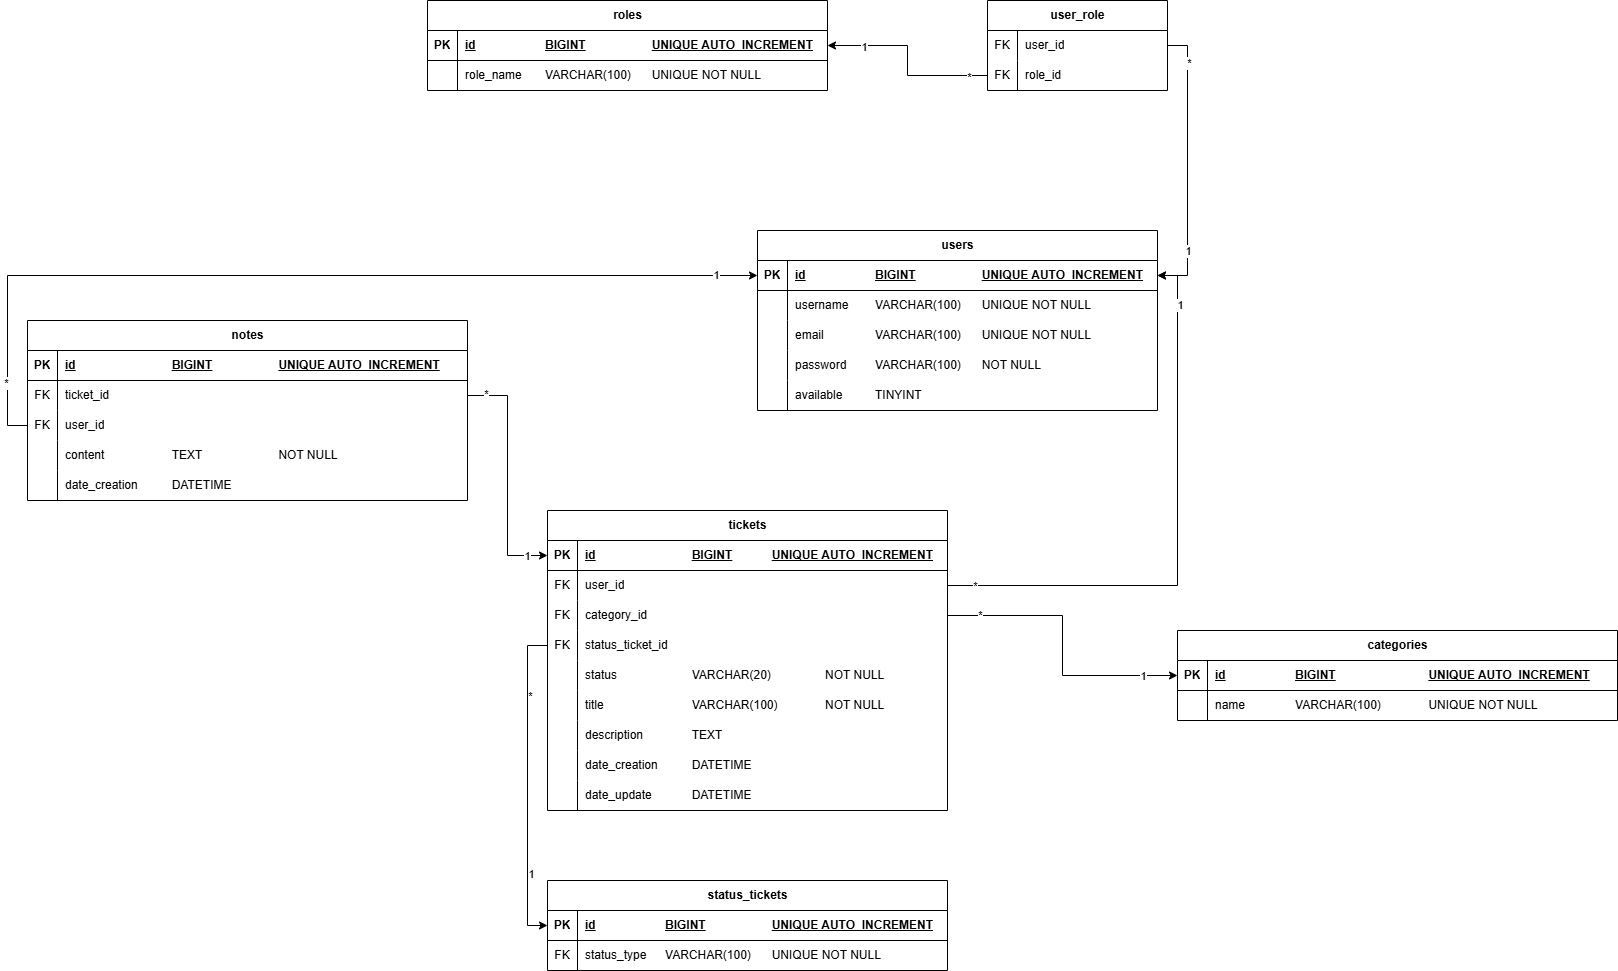 roles
PK id BIGINT UNIQUE AUTO_INCREMENT
role_name VARCHAR(100) UNIQUE NOT NULL
user_role
FK user_id
FK role_id
1
*
*
1
users
PK id BIGINT UNIQUE AUTO_INCREMENT
username VARCHAR(100) UNIQUE NOT NULL
email VARCHAR(100) UNIQUE NOT NULL
password VARCHAR(100) NOT NULL
available TINYINT
1
1
*
notes
PK id BIGINT UNIQUE AUTO_INCREMENT
FK ticket_id
FK user_id
content TEXT NOT NULL
date_creation DATETIME
*
1
tickets
PK id BIGINT UNIQUE AUTO_INCREMENT
FK user_id
FK category_id
FK status_ticket_id
status VARCHAR(20) NOT NULL
title VARCHAR(100) NOT NULL
description TEXT
date_creation DATETIME
date_update DATETIME
*
*
1
categories
PK id BIGINT UNIQUE AUTO_INCREMENT
name VARCHAR(100) UNIQUE NOT NULL
*
1
status_tickets
PK id BIGINT UNIQUE AUTO_INCREMENT
FK status_type VARCHAR(100) UNIQUE NOT NULL